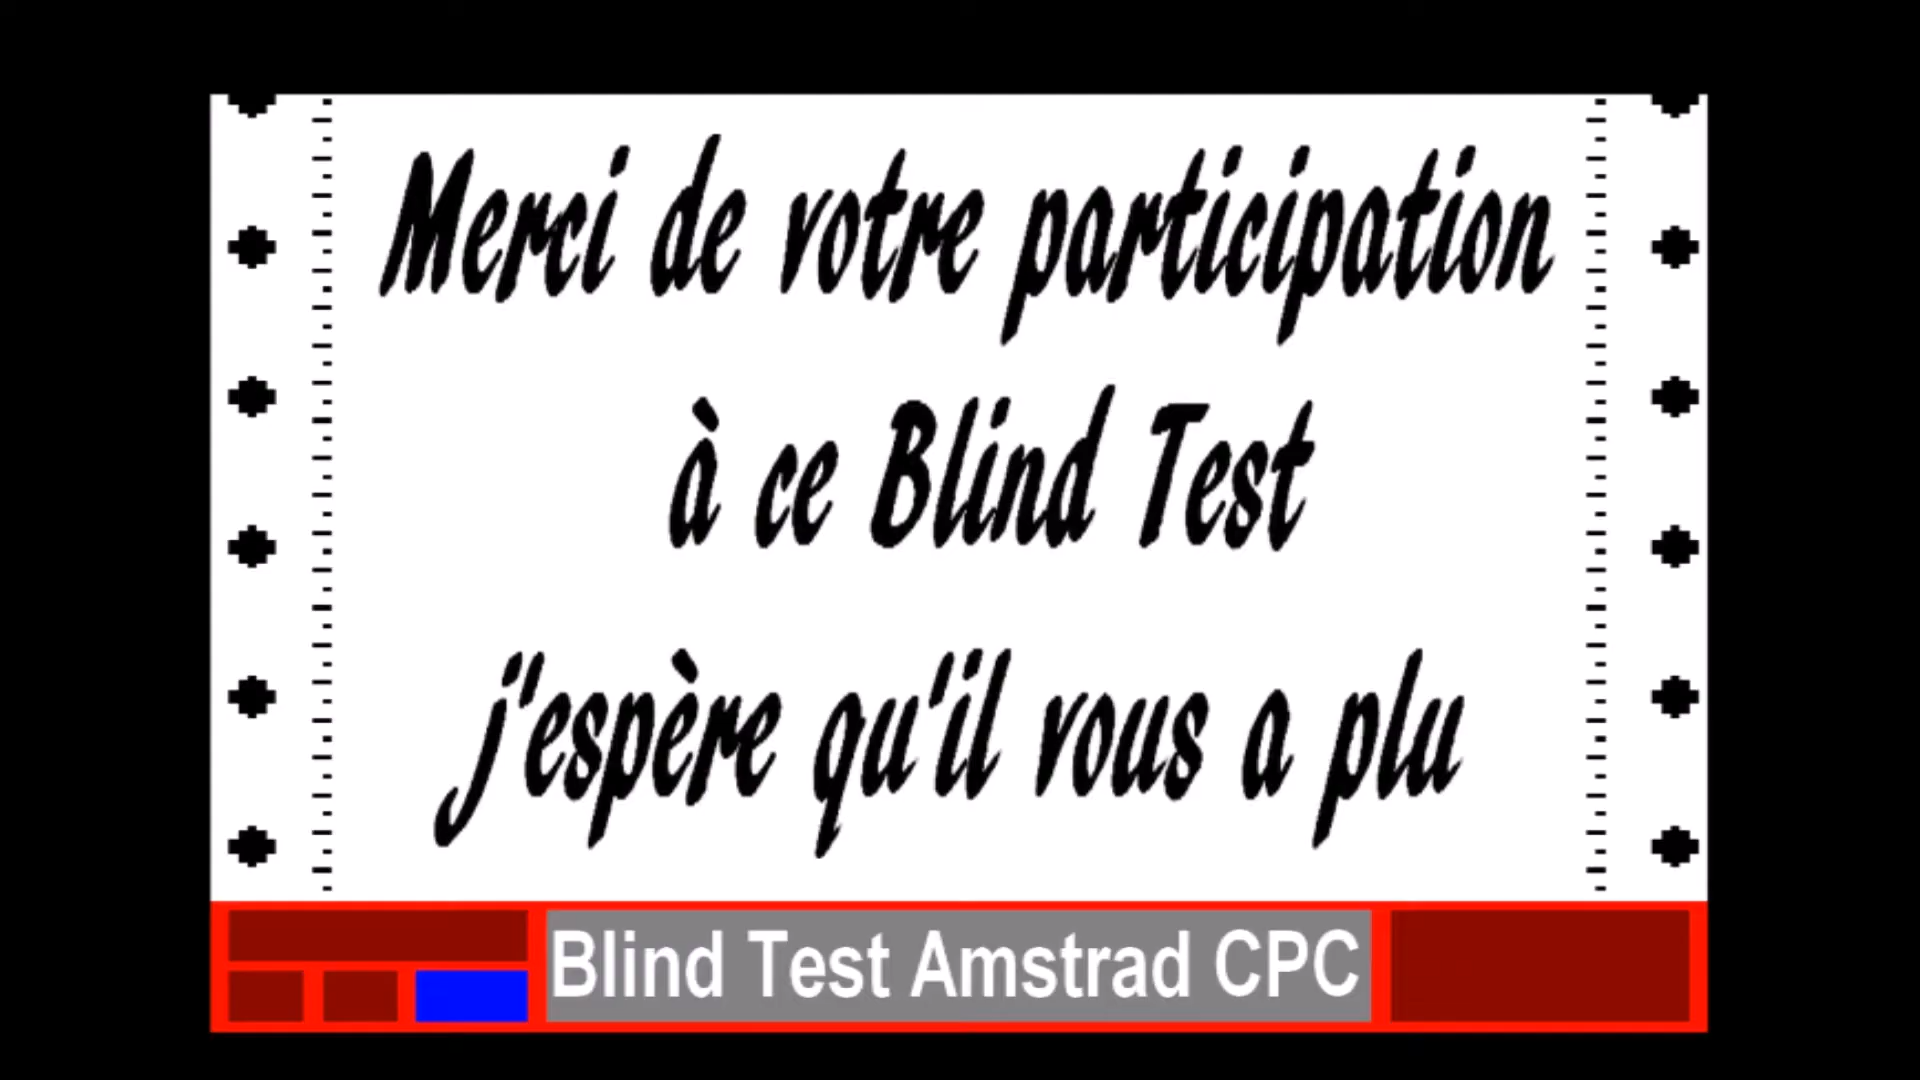 Merci de votre participation
à ce Blind Test
j'espère qu'il vous a plu
Blind Test Amstrad CPC